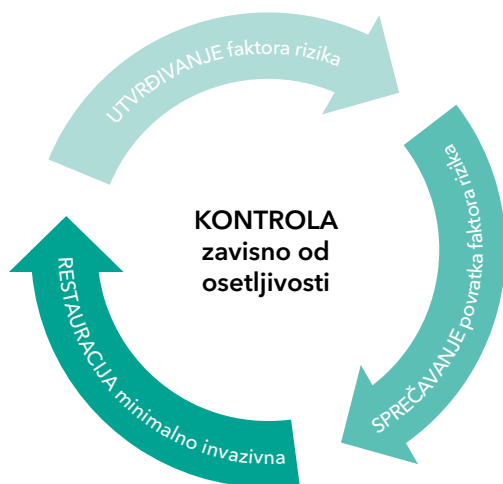 UTVRĐIVANJE faktora rizika
KONTROLA
zavisno od
osetljivosti
SPREČAVANJE povratka faktora rizika
RESTAURACIJA minimalno invazivna